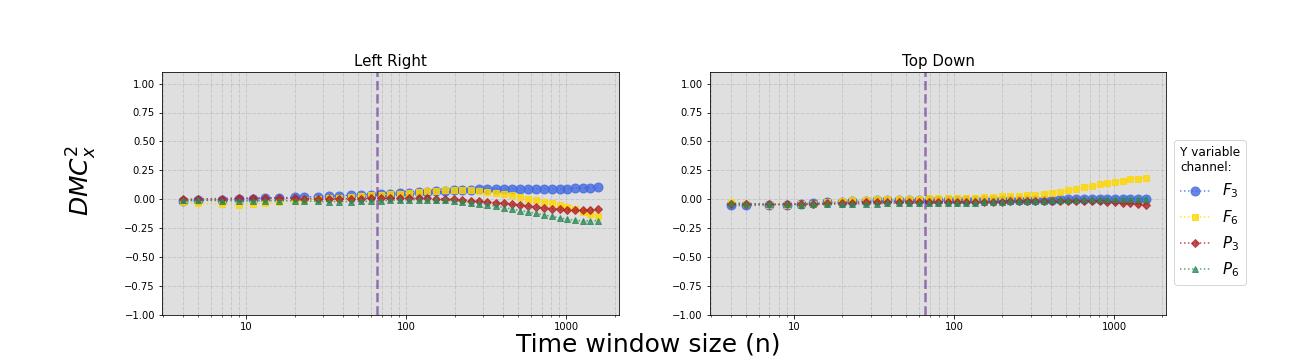 Left Right
Top Down
1.00
0.75
0.50
0.25
0.00
−0.25
−0.50
−0.75
−1.00
10
100
1000
1.00
0.75
0.50
0.25
0.00
−0.25
−0.50
−0.75
−1.00
10
100
1000
DMC²ₓ
Time window size (n)
Y variable
channel:
F₃
F₆
P₃
P₆